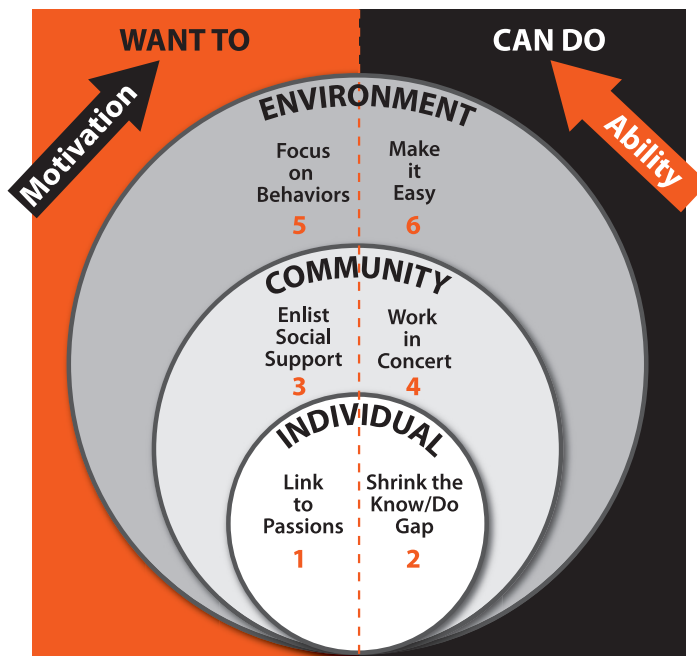 WANT TO
CAN DO
Motivation
Ability
ENVIRONMENT
Focus
on
Behaviors
5
Make
it
Easy
6
COMMUNITY
Enlist
Social
Support
3
Work
in
Concert
4
INDIVIDUAL
Link
to
Passions
1
Shrink the
Know/Do
Gap
2